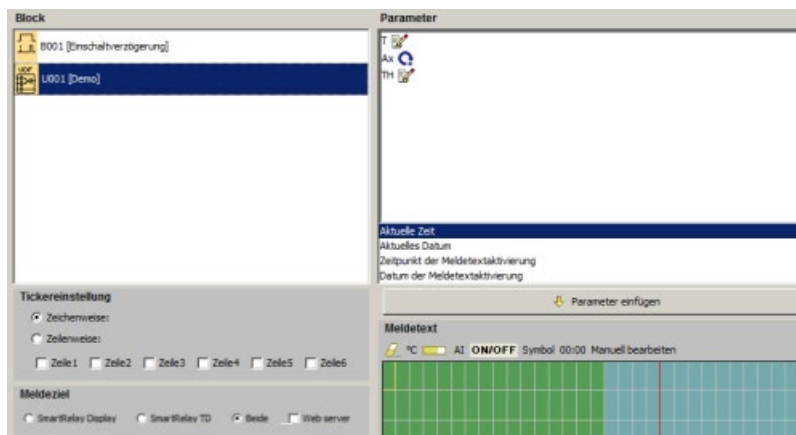 Block
B001 [Einschaltverzögerung]
UDF
U001 [Demo]
Parameter
T
Ax
TH
Aktuelle Zeit
Aktuelles Datum
Zeitpunkt der Meldetextaktivierung
Datum der Meldetextaktivierung
Parameter einfügen
Tickereinstellung
Zeichenweise:
Zeilenweise:
Zeile1 Zeile2 Zeile3 Zeile4 Zeile5 Zeile6
Meldeziel
SmartRelay Display SmartRelay TD Beide Web server
Meldetext
°C AI ON/OFF Symbol 00:00 Manuell bearbeiten